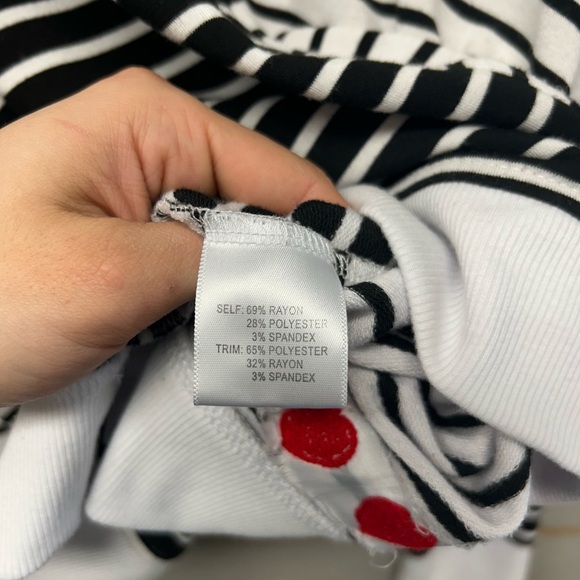 SELF: 69% RAYON
28% POLYESTER
3% SPANDEX
TRIM: 65% POLYESTER
32% RAYON
3% SPANDEX